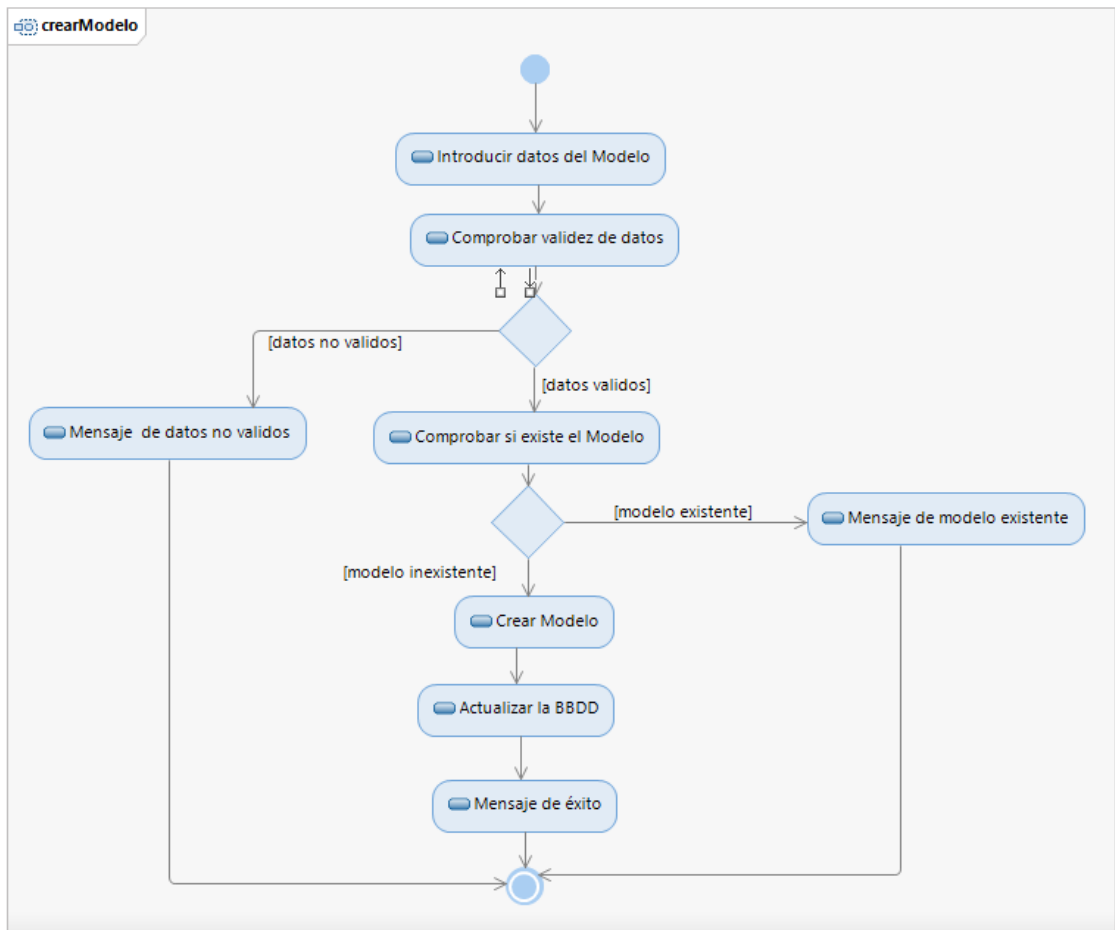 crearModelo
Introducir datos del Modelo
Comprobar validez de datos
[datos no validos]
[datos validos]
Mensaje de datos no validos
Comprobar si existe el Modelo
[modelo existente]
Mensaje de modelo existente
[modelo inexistente]
Crear Modelo
Actualizar la BBDD
Mensaje de éxito